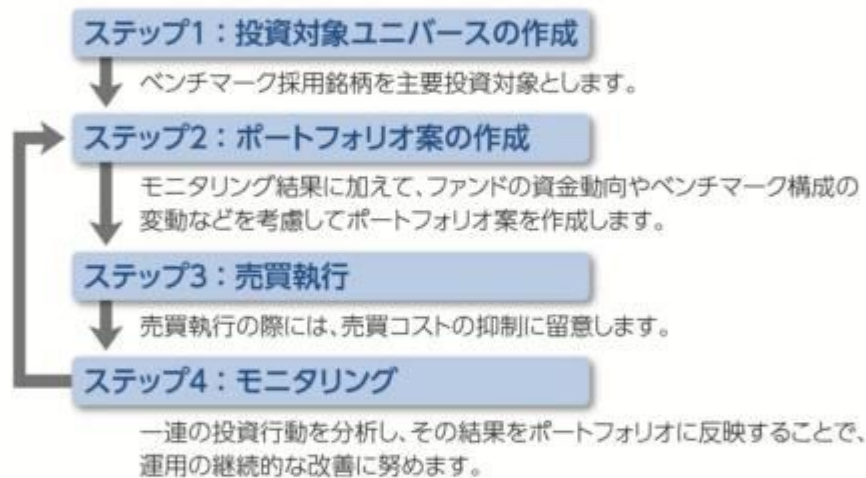 ステップ1：投資対象ユニバースの作成
ベンチマーク採用銘柄を主要投資対象とします。
ステップ2：ポートフォリオ案の作成
モニタリング結果に加えて、ファンドの資金動向やベンチマーク構成の
変動などを考慮してポートフォリオ案を作成します。
ステップ3：売買執行
売買執行の際には、売買コストの抑制に留意します。
ステップ4：モニタリング
一連の投資行動を分析し、その結果をポートフォリオに反映することで、
運用の継続的な改善に努めます。